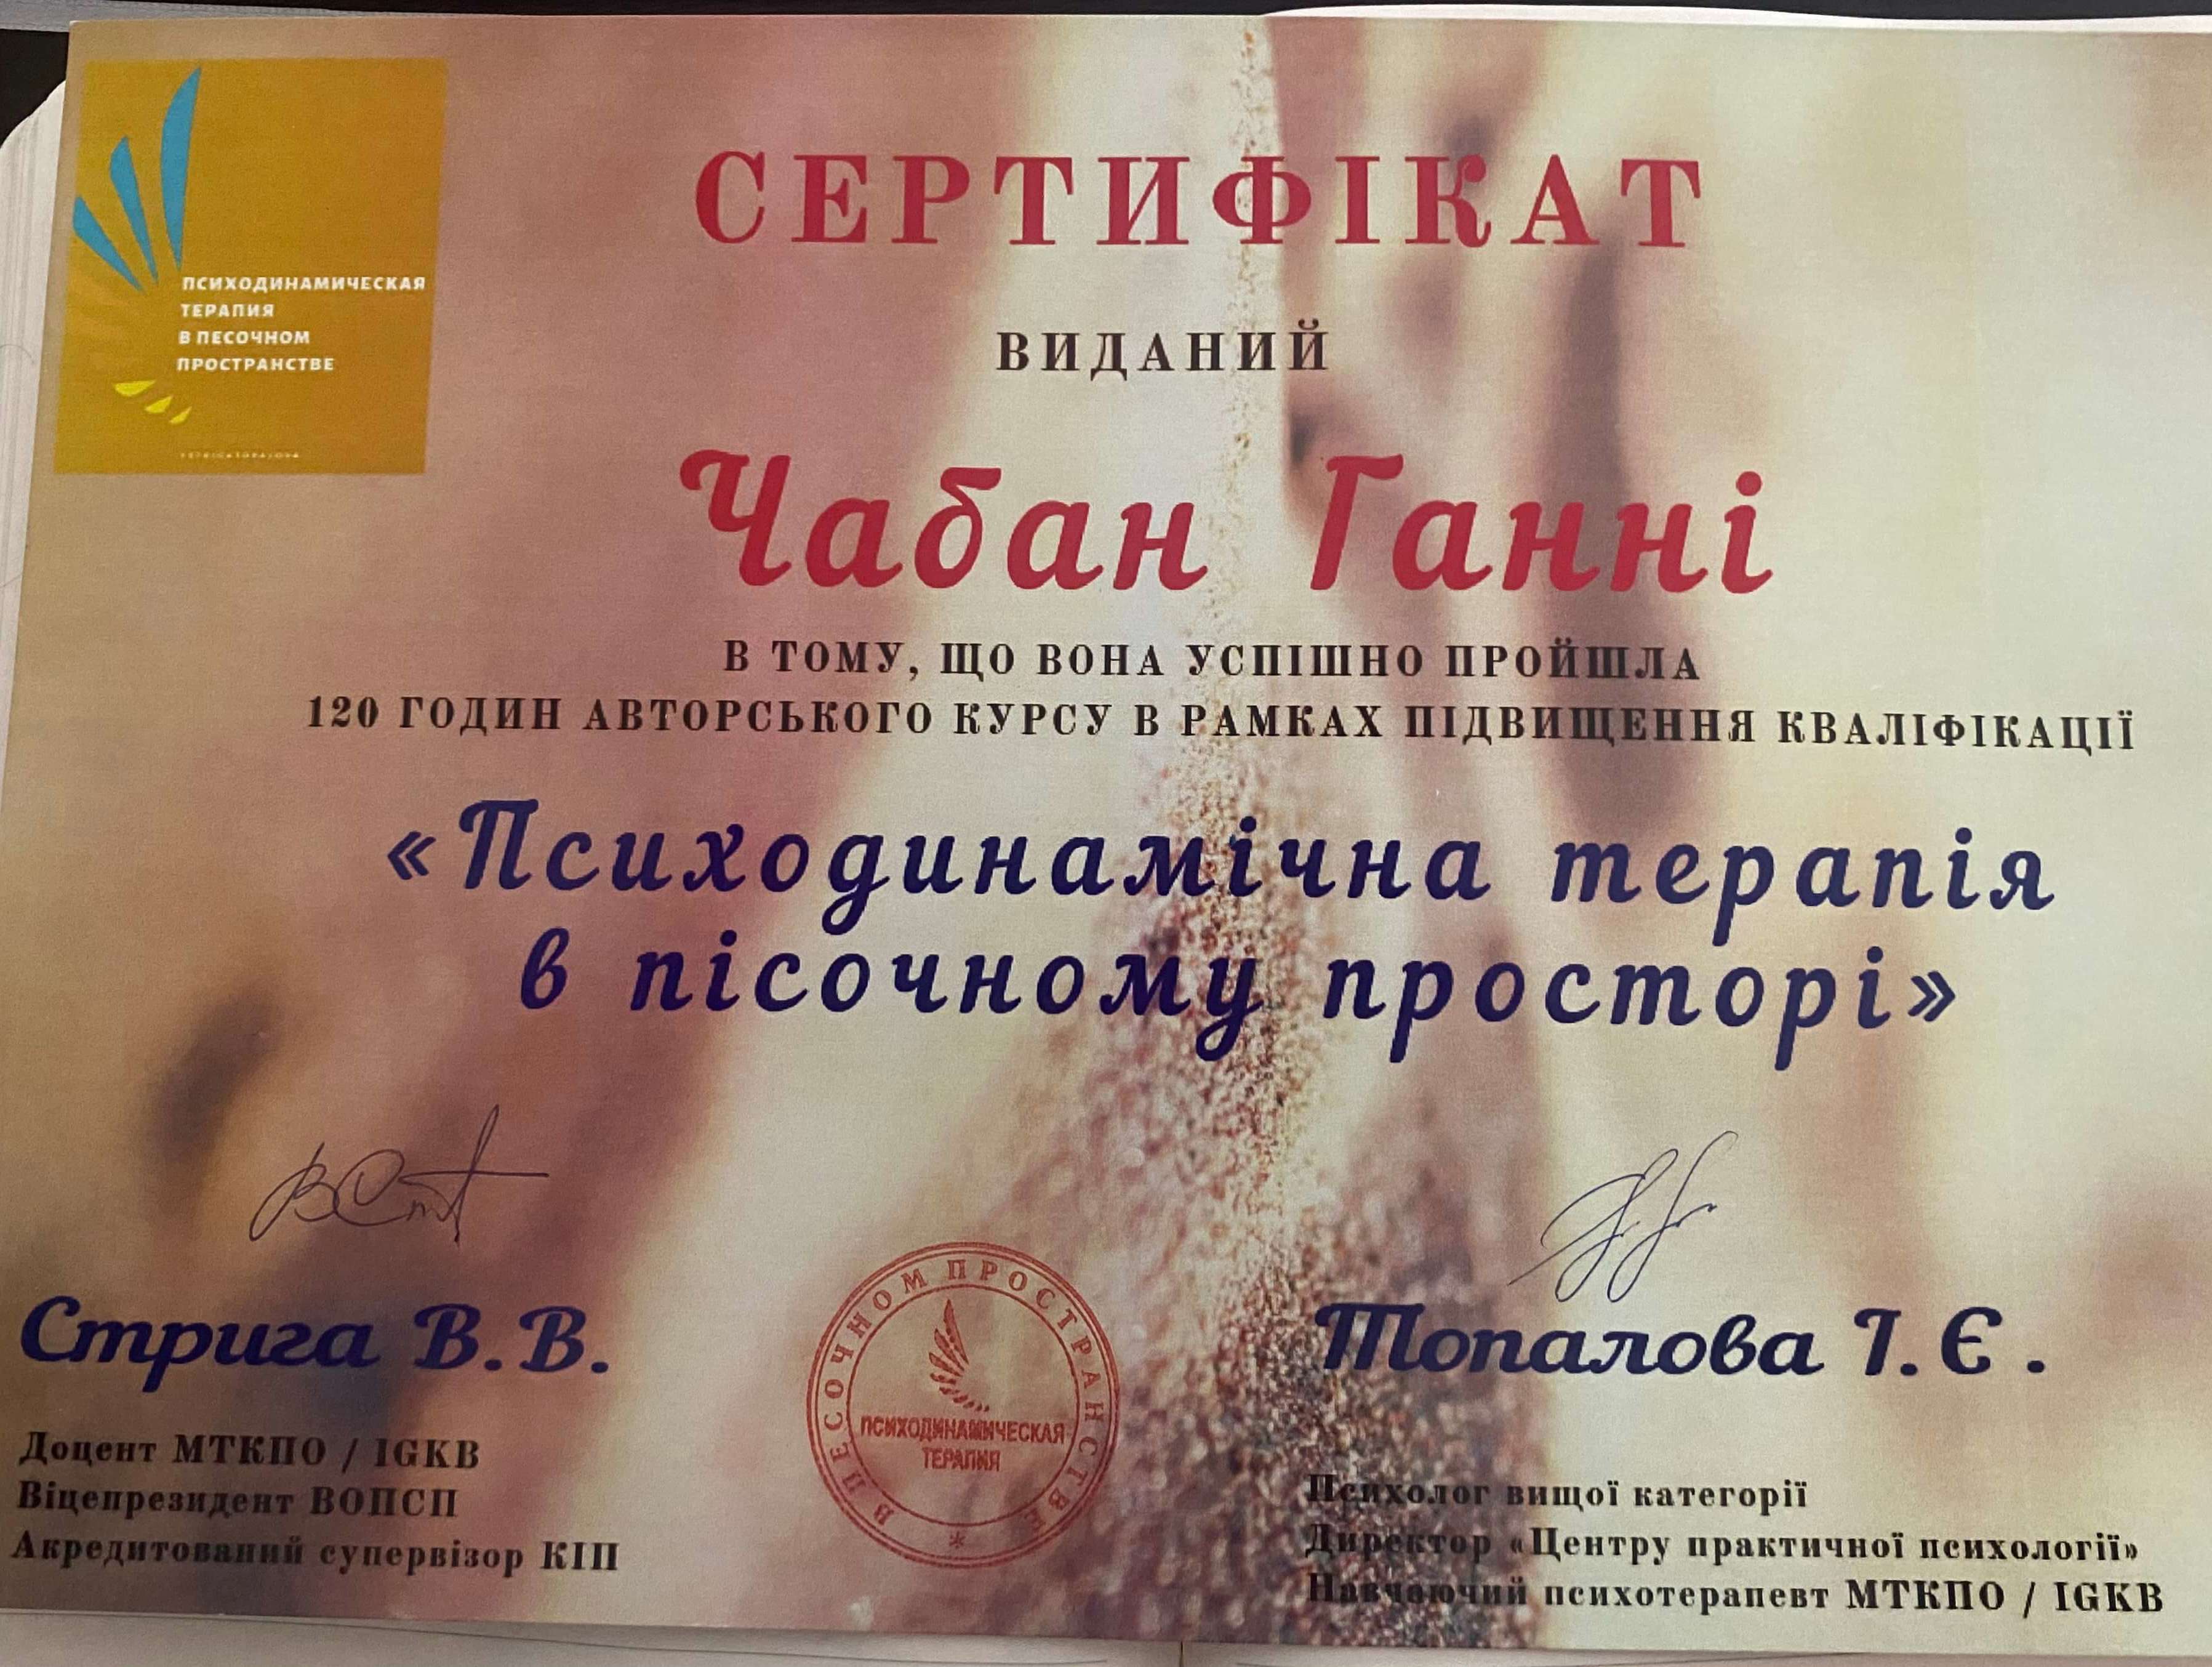 ПСИХОДИНАМИЧЕСКАЯ
ТЕРАПИЯ
В ПЕСОЧНОМ
ПРОСТРАНСТВЕ
СЕРТИФІКАТ
ВИДАНИЙ
Чабан Ганні
В ТОМУ, ЩО ВОНА УСПІШНО ПРОЙШЛА
120 ГОДИН АВТОРСЬКОГО КУРСУ В РАМКАХ ПІДВИЩЕННЯ КВАЛІФІКАЦІЇ
«Психодинамічна терапія
в пісочному просторі»
Стрига В.В.
Доцент МТКПО / IGKB
Віцепрезидент ВОПСП
Акредитований супервізор КІП
В ПЕСОЧНОМ ПРОСТРАНСТВЕ *
ПСИХОДИНАМИЧЕСКАЯ
ТЕРАПИЯ
Топалова І.Є.
Психолог вищої категорії
Директор «Центру практичної психології»
Навчаючий психотерапевт МТКПО / IGKB